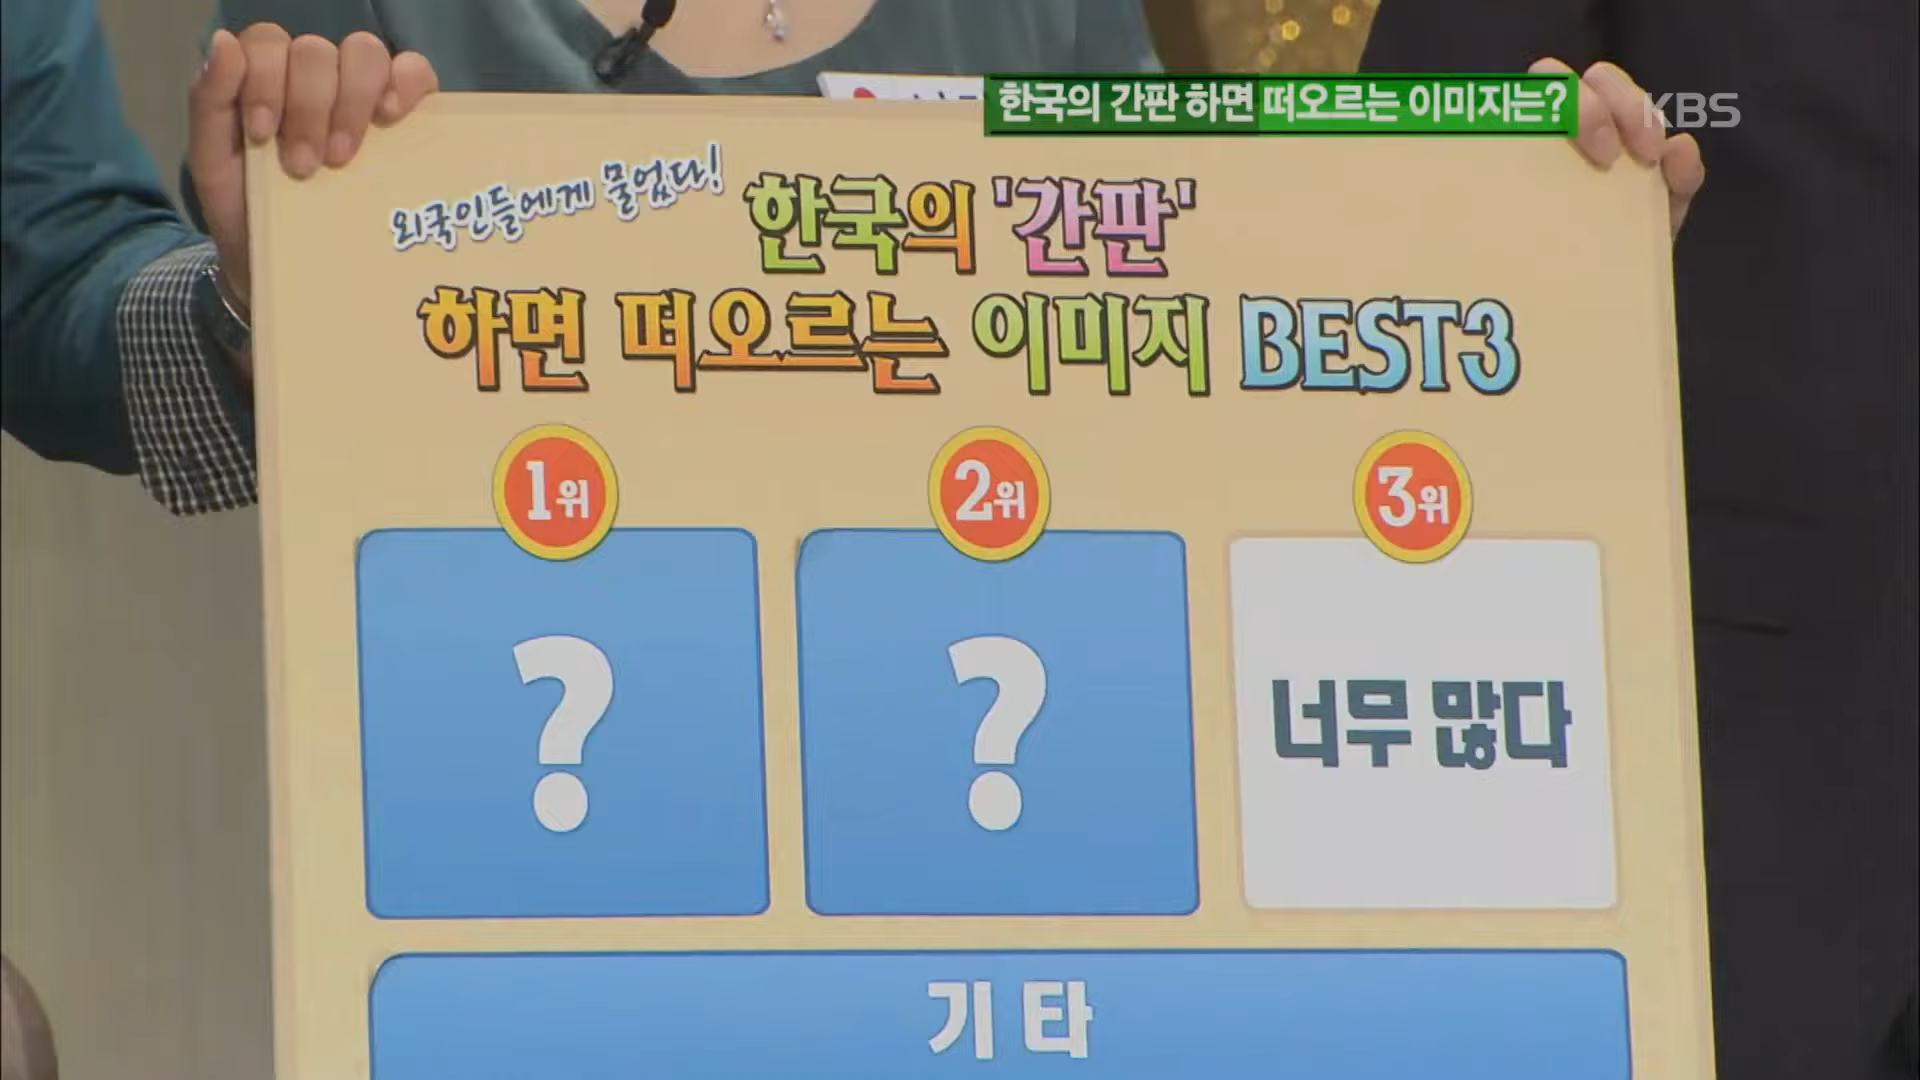 한국의 간판 하면 떠오르는 이미지는?
KBS
외국인들에게 물었다!
한국의 '간판'
하면 떠오르는 이미지 BEST3
1위
2위
3위
?
?
너무 많다
기타